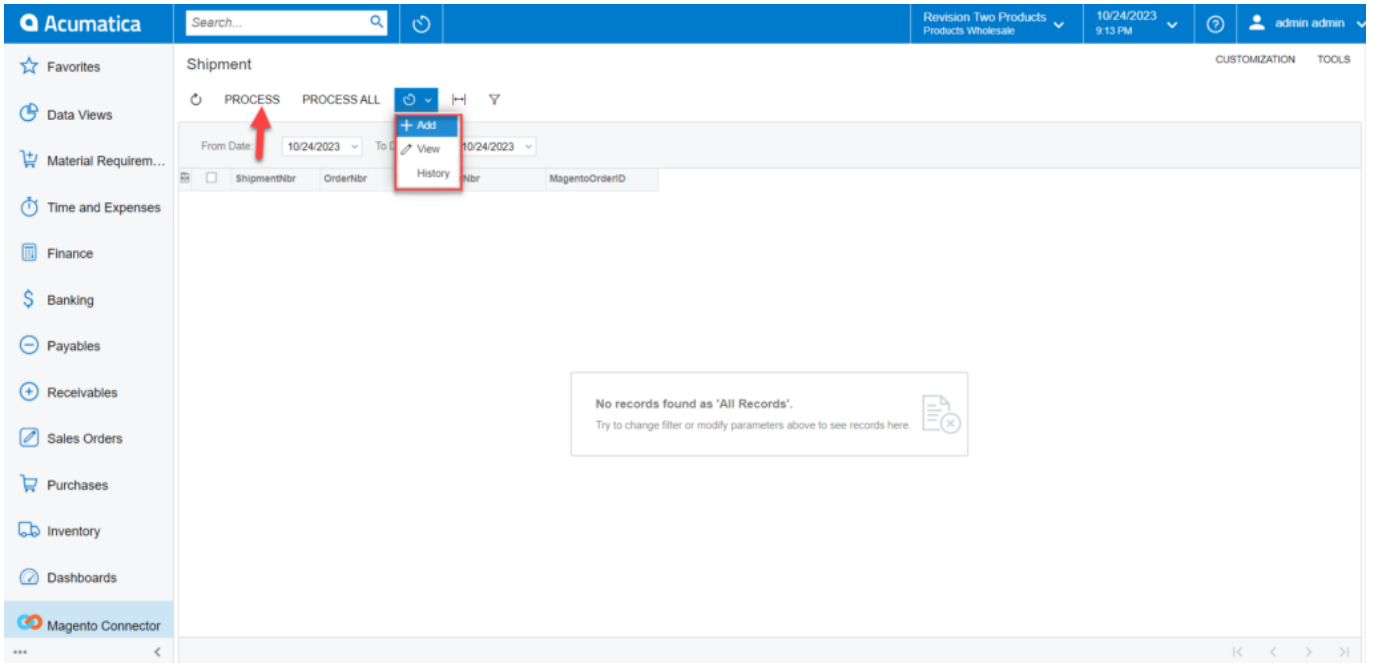 Acumatica
Search...
Revision Two Products
Products Wholesale
10/24/2023
9:13 PM
admin admin
Favorites
Data Views
Material Requirem...
Time and Expenses
Finance
Banking
Payables
Receivables
Sales Orders
Purchases
Inventory
Dashboards
Magento Connector
Shipment
CUSTOMIZATION TOOLS
PROCESS PROCESS ALL
Add
View
History
From Date: 10/24/2023 To 10/24/2023
ShipmentNbr OrderNbr Nbr MagentoOrderID
No records found as 'All Records'.
Try to change filter or modify parameters above to see records here.